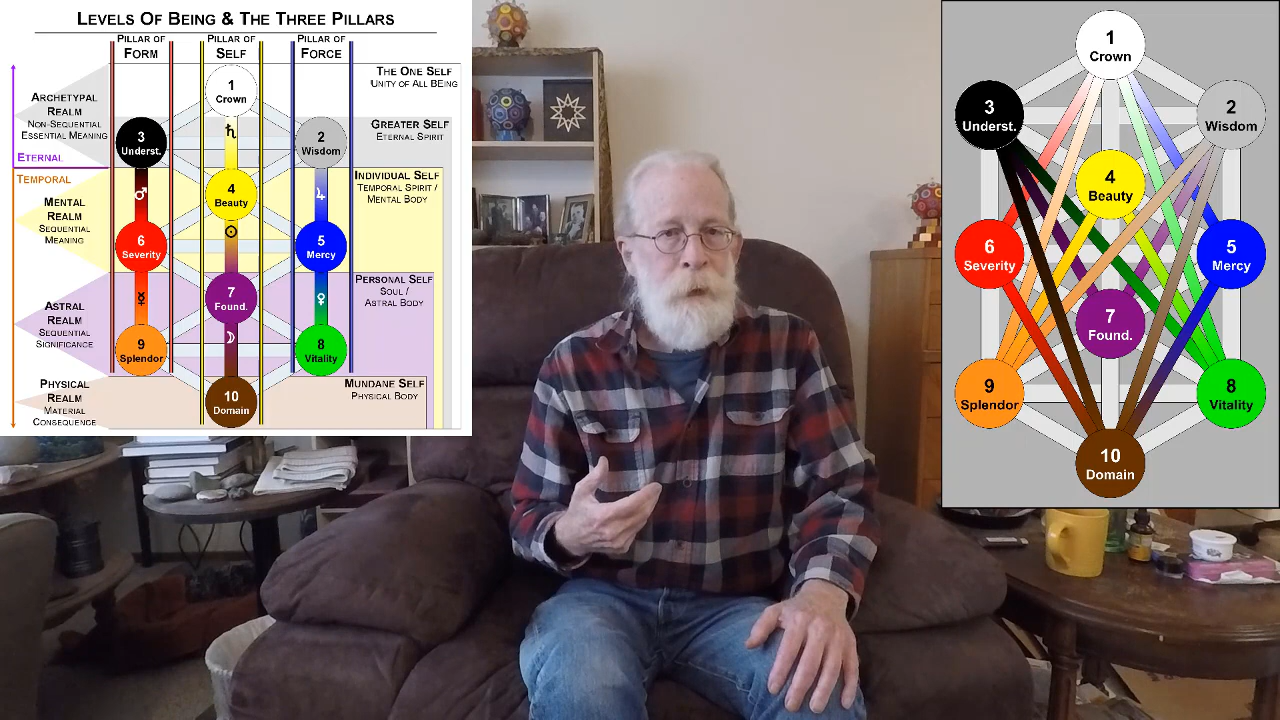 LEVELS OF BEING & THE THREE PILLARS
PILLAR OF
FORM
PILLAR OF
SELF
PILLAR OF
FORCE
ARCHETYPAL
REALM
NON-SEQUENTIAL
ESSENTIAL MEANING
ETERNAL
TEMPORAL
MENTAL
REALM
SEQUENTIAL
MEANING
ASTRAL
REALM
SEQUENTIAL
SIGNIFICANCE
PHYSICAL
REALM
MATERIAL
CONSEQUENCE
1
Crown
♄
3
Underst.
2
Wisdom
♂
4
Beauty
♃
☉
6
Severity
5
Mercy
☿
7
Found.
♀
☽
9
Splendor
8
Vitality
10
Domain
THE ONE SELF
UNITY OF ALL BEING
GREATER SELF
ETERNAL SPIRIT
INDIVIDUAL SELF
TEMPORAL SPIRIT /
MENTAL BODY
PERSONAL SELF
SOUL /
ASTRAL BODY
MUNDANE SELF
PHYSICAL BODY
1
Crown
3
Underst.
2
Wisdom
4
Beauty
6
Severity
5
Mercy
7
Found.
9
Splendor
8
Vitality
10
Domain